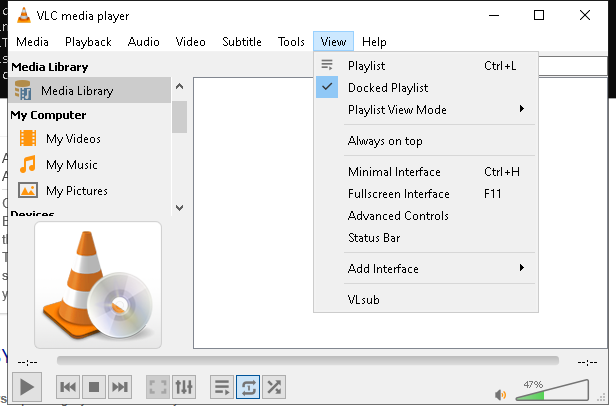 VLC media player
Media Playback Audio Video Subtitle Tools View Help
Media Library
Media Library
My Computer
My Videos
My Music
My Pictures
Devices
Playlist Ctrl+L
Docked Playlist
Playlist View Mode
Always on top
Minimal Interface Ctrl+H
Fullscreen Interface F11
Advanced Controls
Status Bar
Add Interface
VLsub
--:-- --:--
47%